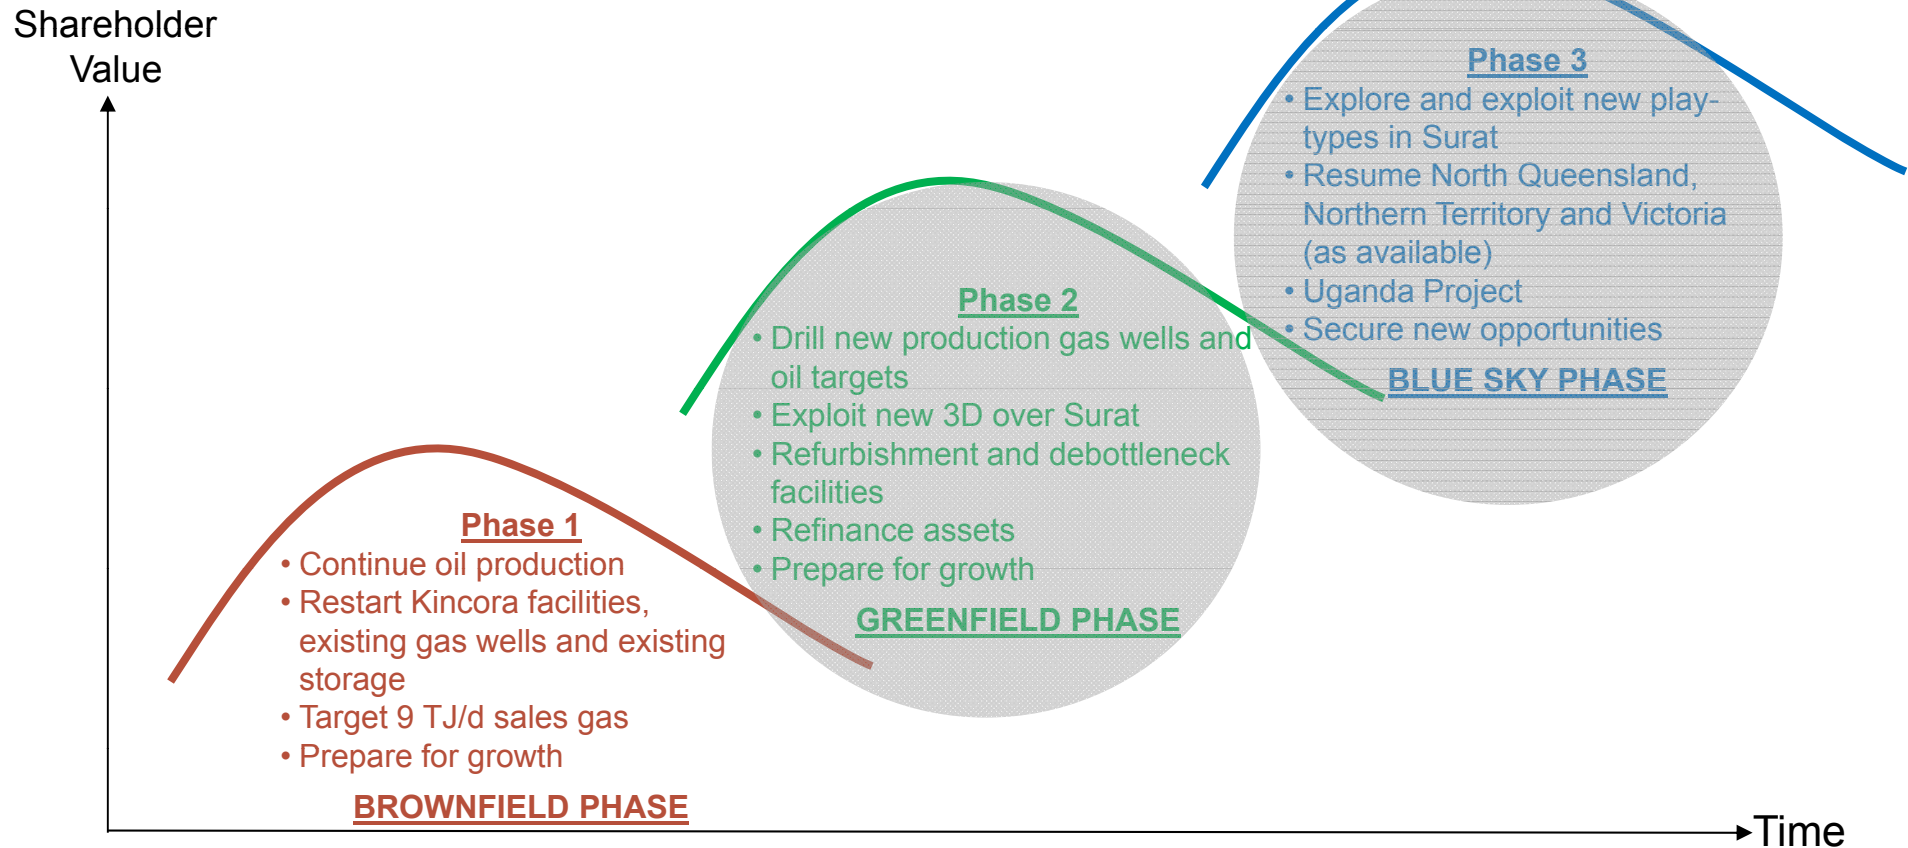 Shareholder
Value
Phase 3
• Explore and exploit new play-
types in Surat
• Resume North Queensland,
Northern Territory and Victoria
(as available)
• Uganda Project
• Secure new opportunities
BLUE SKY PHASE
Phase 2
• Drill new production gas wells and
oil targets
• Exploit new 3D over Surat
• Refurbishment and debottleneck
facilities
• Refinance assets
• Prepare for growth
GREENFIELD PHASE
Phase 1
• Continue oil production
• Restart Kincora facilities,
existing gas wells and existing
storage
• Target 9 TJ/d sales gas
• Prepare for growth
BROWNFIELD PHASE
Time